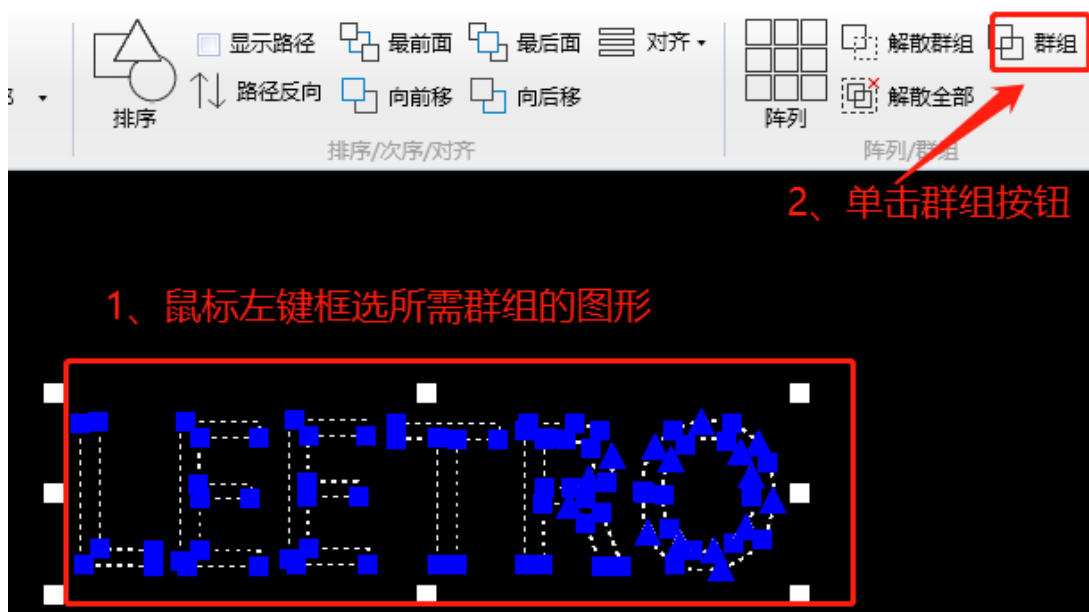 显示路径 最前面 最后面 对齐 解散群组 群组
路径反向 向前移 向后移 解散全部
排序 阵列
排序/次序/对齐 阵列/群组
2、单击群组按钮
1、鼠标左键框选所需群组的图形
LEETRO